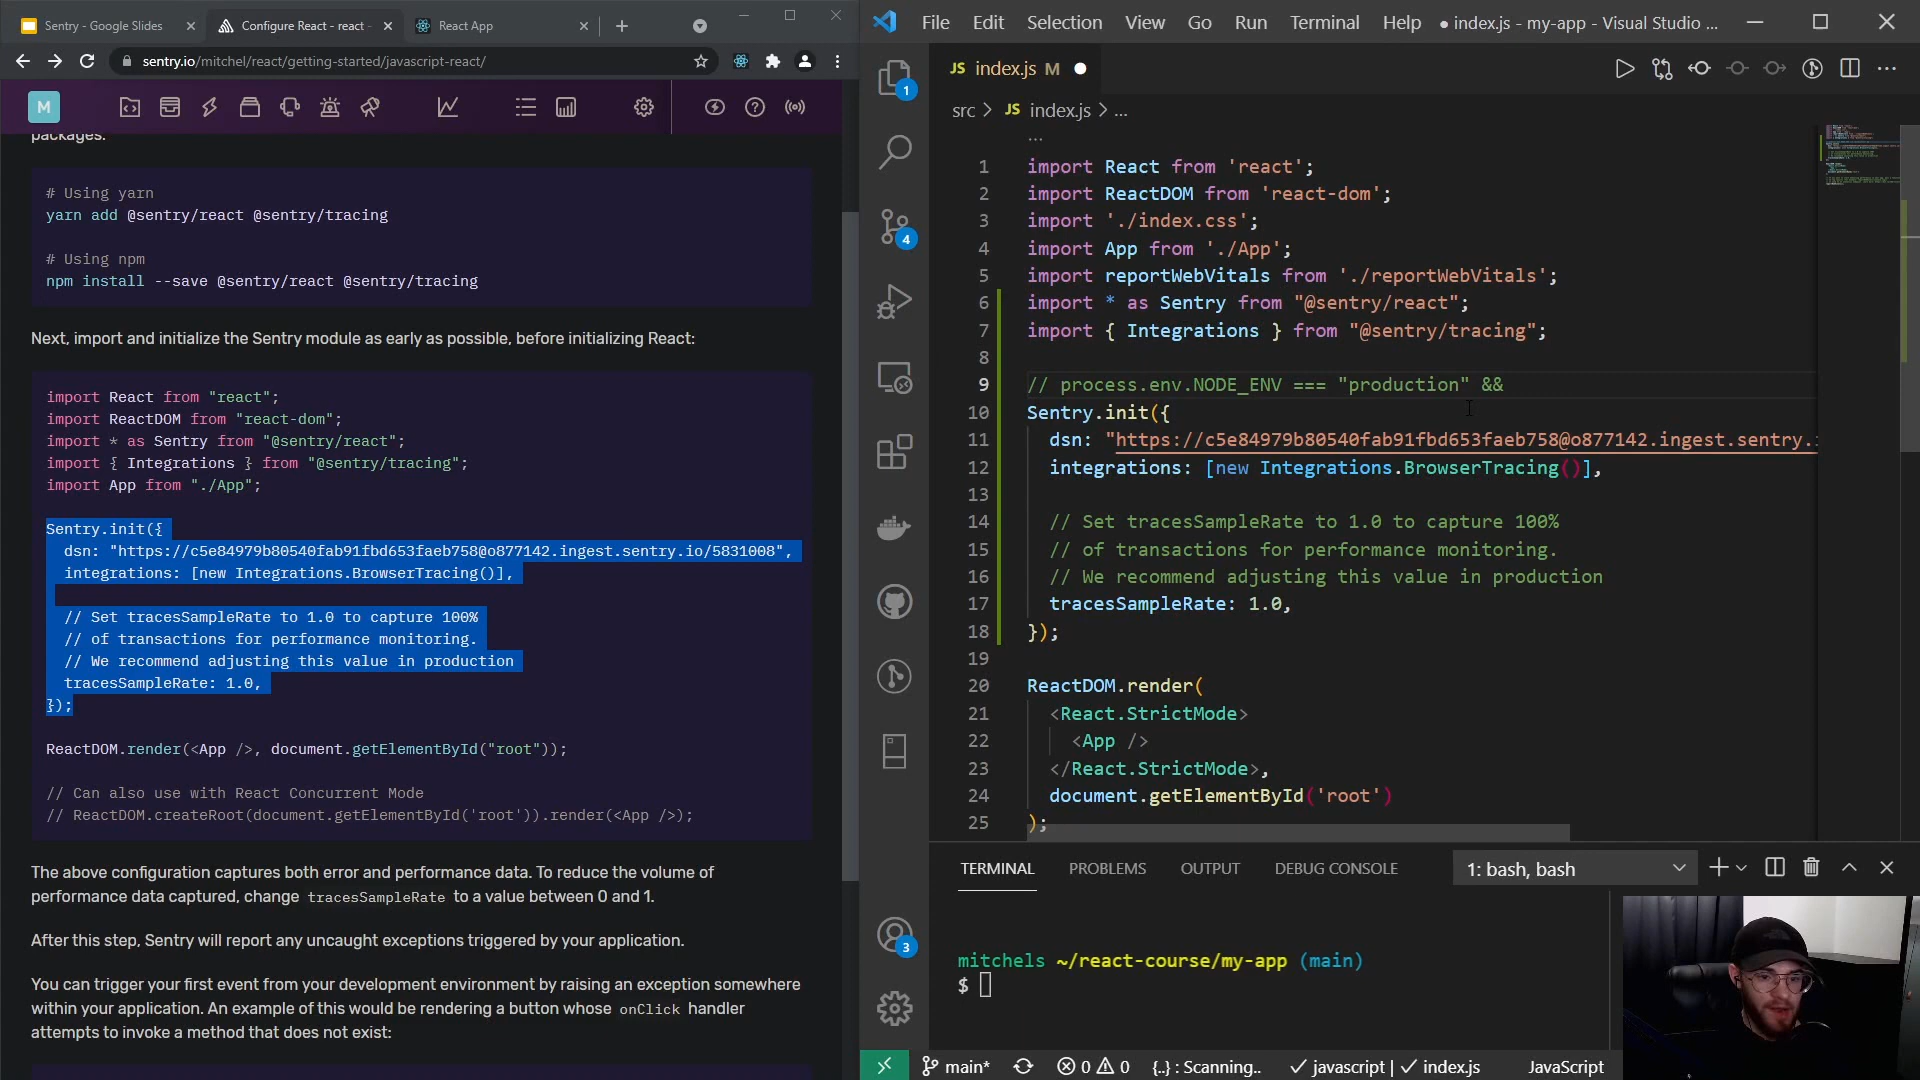 Sentry - Google Slides
Configure React - react -
React App
sentry.io/mitchel/react/getting-started/javascript-react/
M
packages:
# Using yarn
yarn add @sentry/react @sentry/tracing
# Using npm
npm install --save @sentry/react @sentry/tracing
Next, import and initialize the Sentry module as early as possible, before initializing React:
import React from "react";
import ReactDOM from "react-dom";
import * as Sentry from "@sentry/react";
import { Integrations } from "@sentry/tracing";
import App from "./App";
Sentry.init({
dsn: "https://c5e84979b80540fab91fbd653faeb758@o877142.ingest.sentry.io/5831008",
integrations: [new Integrations.BrowserTracing()],
// Set tracesSampleRate to 1.0 to capture 100%
// of transactions for performance monitoring.
// We recommend adjusting this value in production
tracesSampleRate: 1.0,
});
ReactDOM.render(<App />, document.getElementById("root"));
// Can also use with React Concurrent Mode
// ReactDOM.createRoot(document.getElementById('root')).render(<App />);
The above configuration captures both error and performance data. To reduce the volume of
performance data captured, change tracesSampleRate to a value between 0 and 1.
After this step, Sentry will report any uncaught exceptions triggered by your application.
You can trigger your first event from your development environment by raising an exception somewhere
within your application. An example of this would be rendering a button whose onClick handler
attempts to invoke a method that does not exist:
File Edit Selection View Go Run Terminal Help ● index.js - my-app - Visual Studio ...
JS index.js M ●
src > JS index.js > ...
1
4
3
...
1 import React from 'react';
2 import ReactDOM from 'react-dom';
3 import './index.css';
4 import App from './App';
5 import reportWebVitals from './reportWebVitals';
6 import * as Sentry from "@sentry/react";
7 import { Integrations } from "@sentry/tracing";
8
9 // process.env.NODE_ENV === "production" &&
10 Sentry.init({
11 dsn: "https://c5e84979b80540fab91fbd653faeb758@o877142.ingest.sentry.
12 integrations: [new Integrations.BrowserTracing()],
13
14 // Set tracesSampleRate to 1.0 to capture 100%
15 // of transactions for performance monitoring.
16 // We recommend adjusting this value in production
17 tracesSampleRate: 1.0,
18 });
19
20 ReactDOM.render(
21 <React.StrictMode>
22 <App />
23 </React.StrictMode>,
24 document.getElementById('root')
25 );
TERMINAL PROBLEMS OUTPUT DEBUG CONSOLE 1: bash, bash
mitchels ~/react-course/my-app (main)
$
main* 0 0 {..} : Scanning.. ✓ javascript | ✓ index.js JavaScript